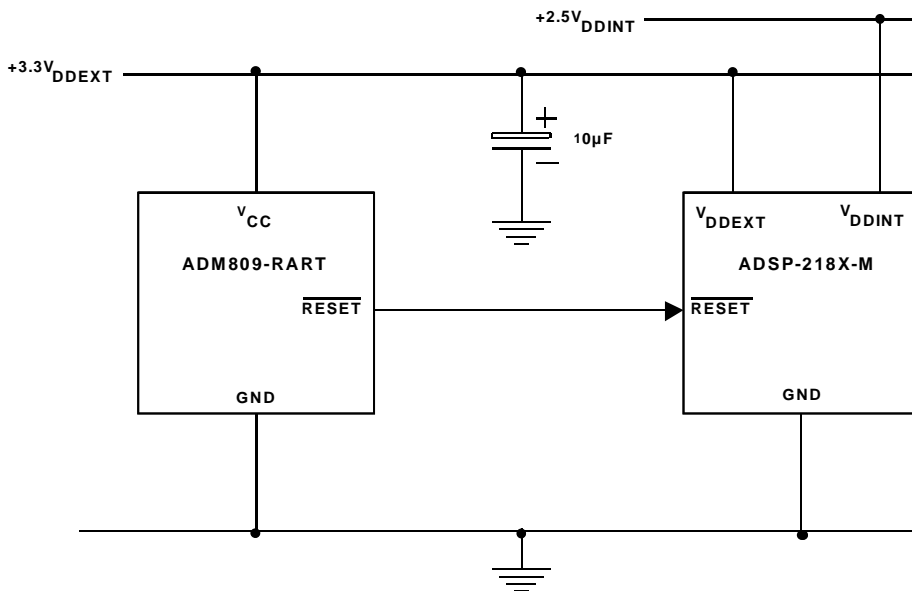 +2.5VDDINT
+3.3VDDEXT
+
10µF
–
VCC
VDDEXT VDDINT
ADM809-RART
ADSP-218X-M
RESET
RESET
GND
GND